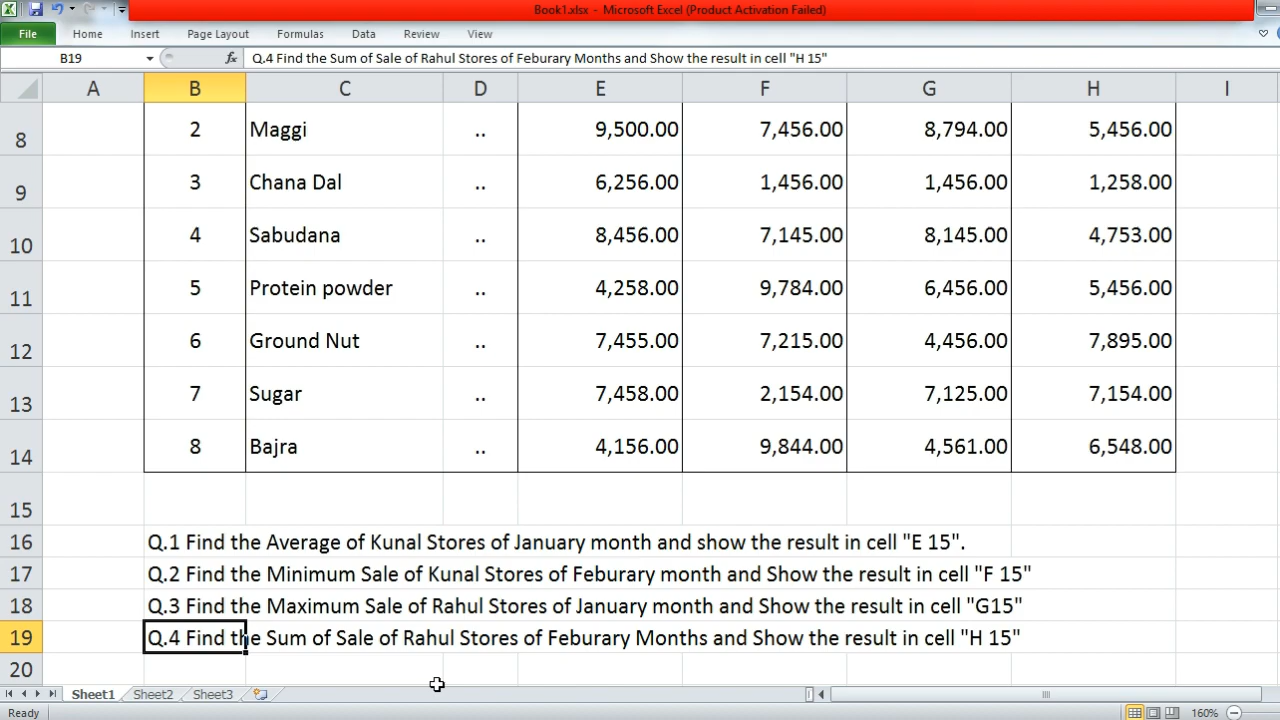 Book1.xlsx - Microsoft Excel (Product Activation Failed)
File Home Insert Page Layout Formulas Data Review View
B19 fx Q.4 Find the Sum of Sale of Rahul Stores of Feburary Months and Show the result in cell "H 15"
A B C D E F G H I
8 2 Maggi .. 9,500.00 7,456.00 8,794.00 5,456.00
9 3 Chana Dal .. 6,256.00 1,456.00 1,456.00 1,258.00
10 4 Sabudana .. 8,456.00 7,145.00 8,145.00 4,753.00
11 5 Protein powder .. 4,258.00 9,784.00 6,456.00 5,456.00
12 6 Ground Nut .. 7,455.00 7,215.00 4,456.00 7,895.00
13 7 Sugar .. 7,458.00 2,154.00 7,125.00 7,154.00
14 8 Bajra .. 4,156.00 9,844.00 4,561.00 6,548.00
15
16 Q.1 Find the Average of Kunal Stores of January month and show the result in cell "E 15".
17 Q.2 Find the Minimum Sale of Kunal Stores of Feburary month and Show the result in cell "F 15"
18 Q.3 Find the Maximum Sale of Rahul Stores of January month and Show the result in cell "G15"
19 Q.4 Find the Sum of Sale of Rahul Stores of Feburary Months and Show the result in cell "H 15"
20
Sheet1 Sheet2 Sheet3
Ready 160%